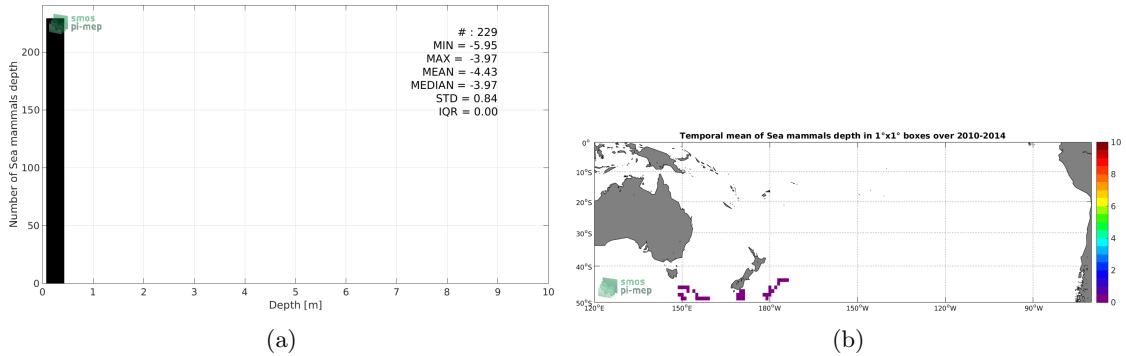 smos
pi-mep
# : 229
MIN = -5.95
MAX = -3.97
MEAN = -4.43
MEDIAN = -3.97
STD = 0.84
IQR = 0.00
Number of Sea mammals depth
200
150
100
50
0
0 1 2 3 4 5 6 7 8 9 10
Depth [m]
(a)
Temporal mean of Sea mammals depth in 1°x1° boxes over 2010-2014
0°
10°S
20°S
30°S
40°S
50°S
120°E 150°E 180°W 150°W 120°W 90°W
smos
pi-mep
10
8
6
4
2
0
(b)